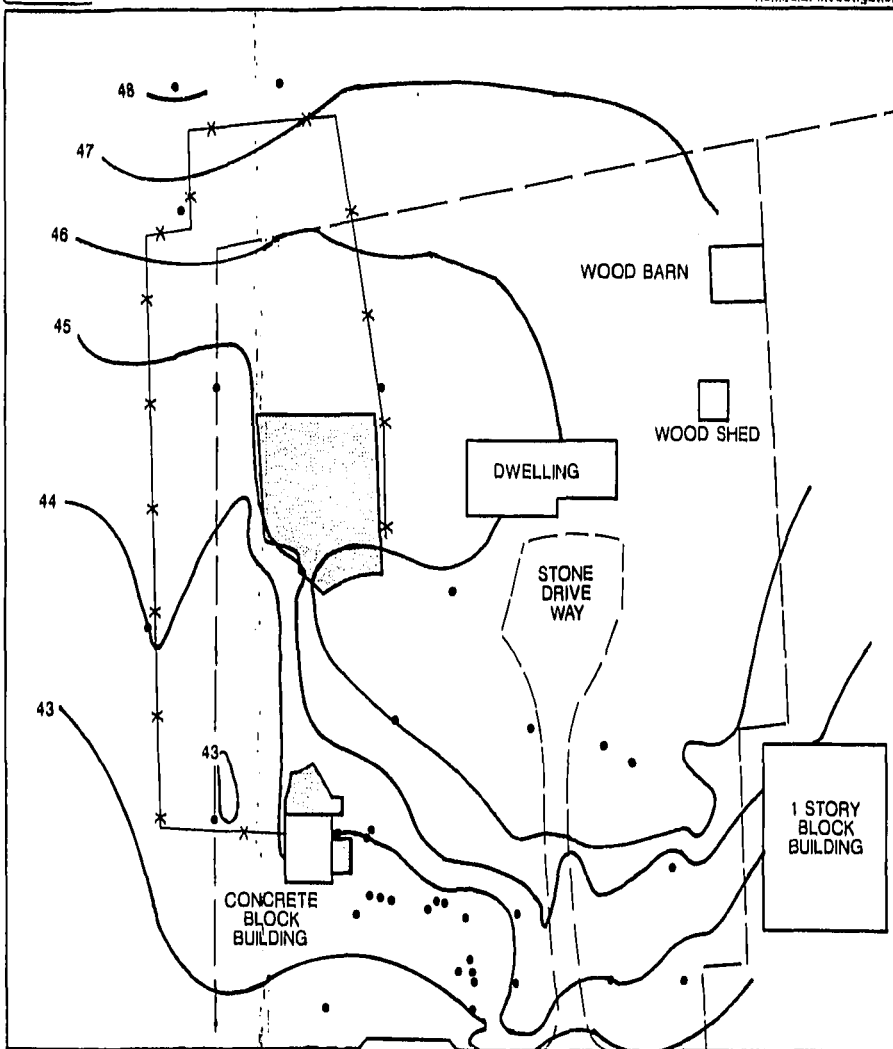 48
47
46
WOOD BARN
45
WOOD SHED
DWELLING
44
STONE
DRIVE
WAY
43
43
1 STORY
BLOCK
BUILDING
CONCRETE
BLOCK
BUILDING